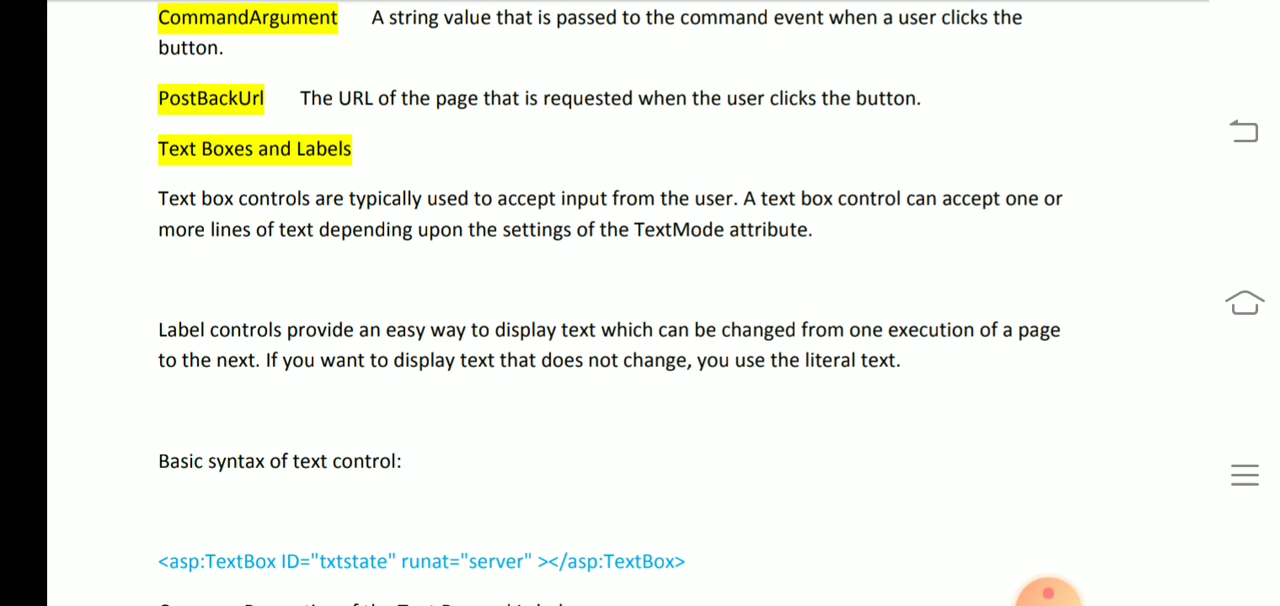 CommandArgument A string value that is passed to the command event when a user clicks the
button.
PostBackUrl The URL of the page that is requested when the user clicks the button.
Text Boxes and Labels
Text box controls are typically used to accept input from the user. A text box control can accept one or
more lines of text depending upon the settings of the TextMode attribute.
Label controls provide an easy way to display text which can be changed from one execution of a page
to the next. If you want to display text that does not change, you use the literal text.
Basic syntax of text control:
<asp:TextBox ID="txtstate" runat="server" ></asp:TextBox>